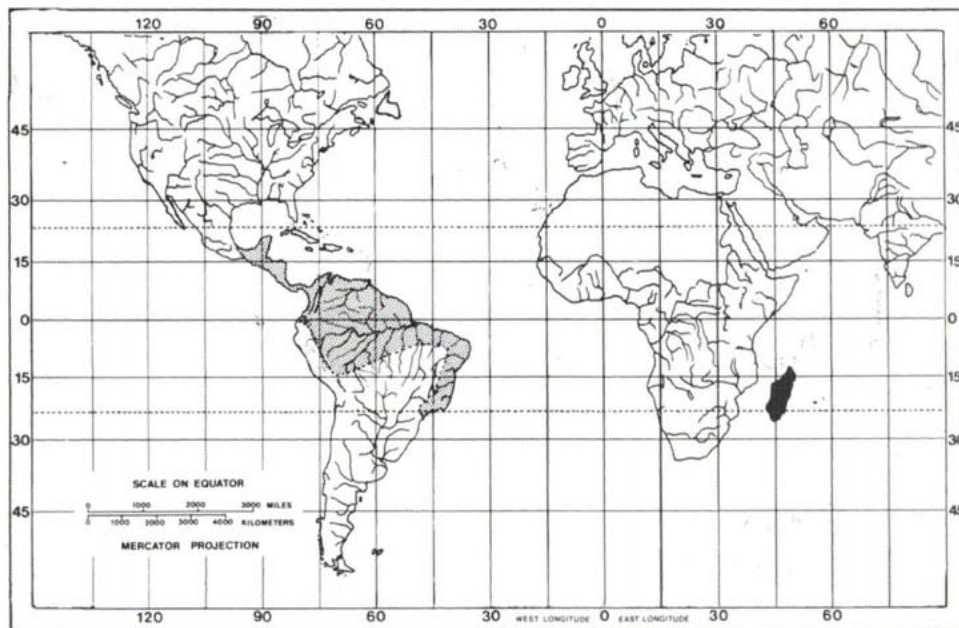 120 90 60 30 0 30 60
45 45
30 30
15 15
0 0
15 15
30 30
SCALE ON EQUATOR
0 1000 2000 3000 MILES
0 1000 2000 3000 4000 KILOMETERS
45 45
MERCATOR PROJECTION
120 90 60 30 WEST LONGITUDE 0 EAST LONGITUDE 30 60